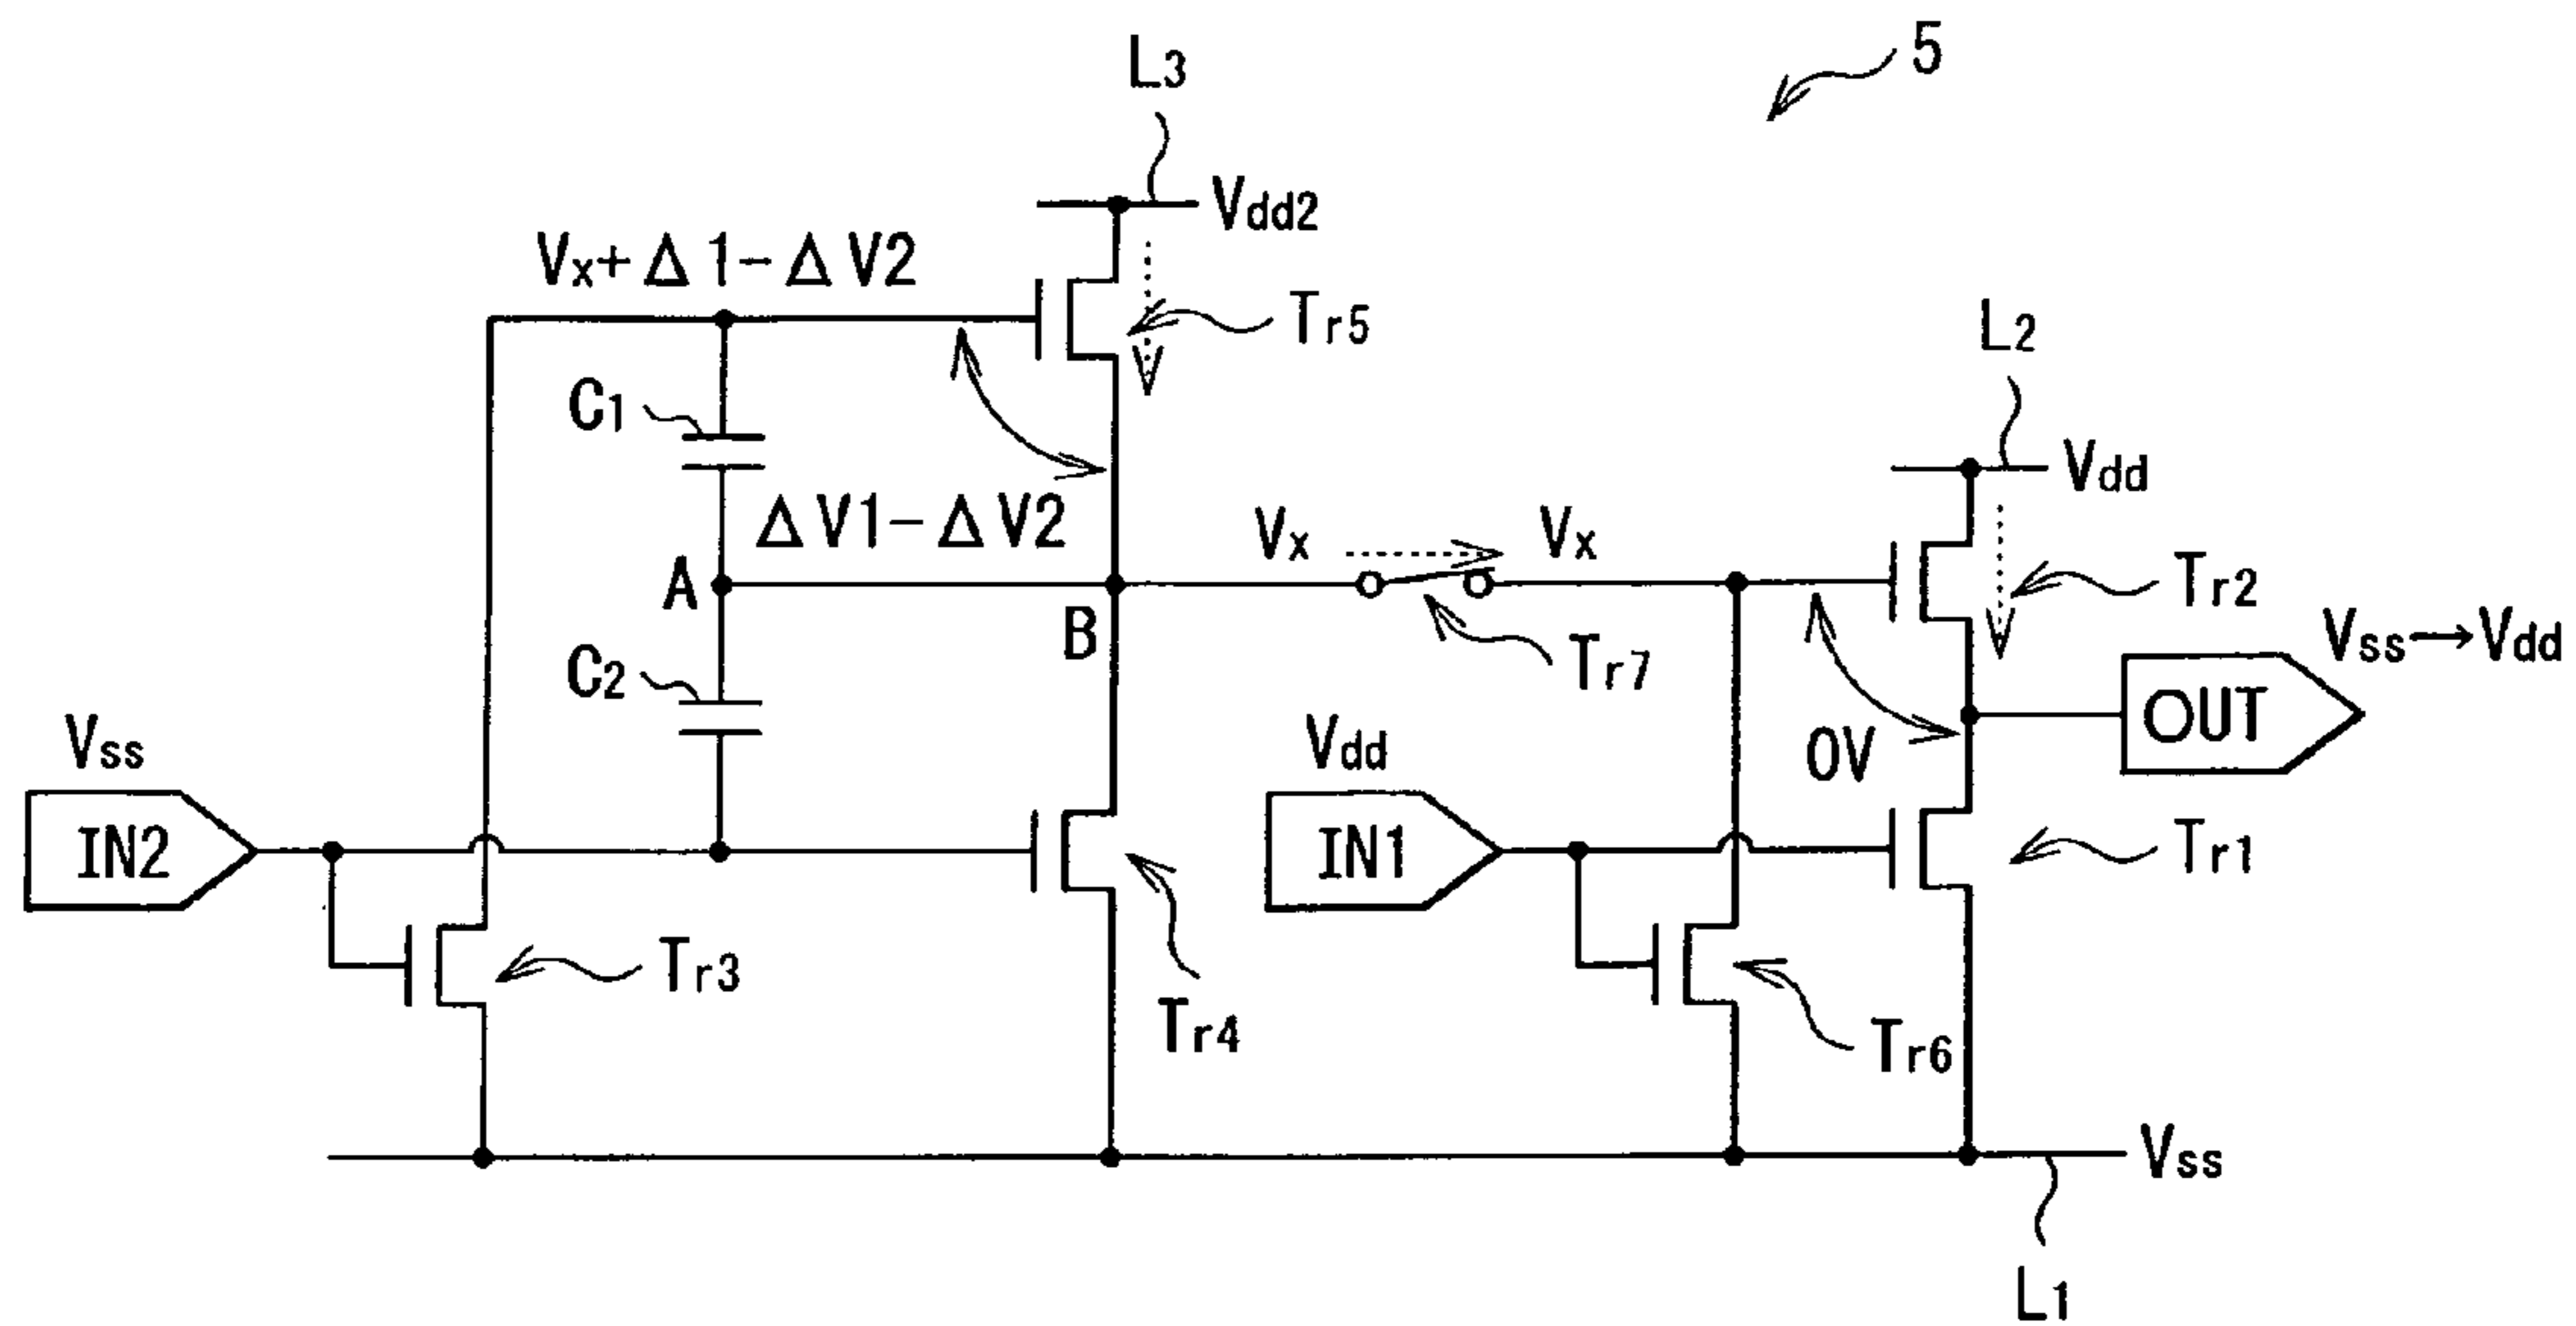 L3
5
Vdd2
Vx+Δ1-ΔV2
Tr5
L2
C1
Vdd
ΔV1-ΔV2
Vx
Vx
A
Tr2
B
Tr7
Vss→Vdd
C2
OUT
Vss
Vdd
0V
IN2
IN1
Tr1
Tr3
Tr4
Tr6
Vss
L1